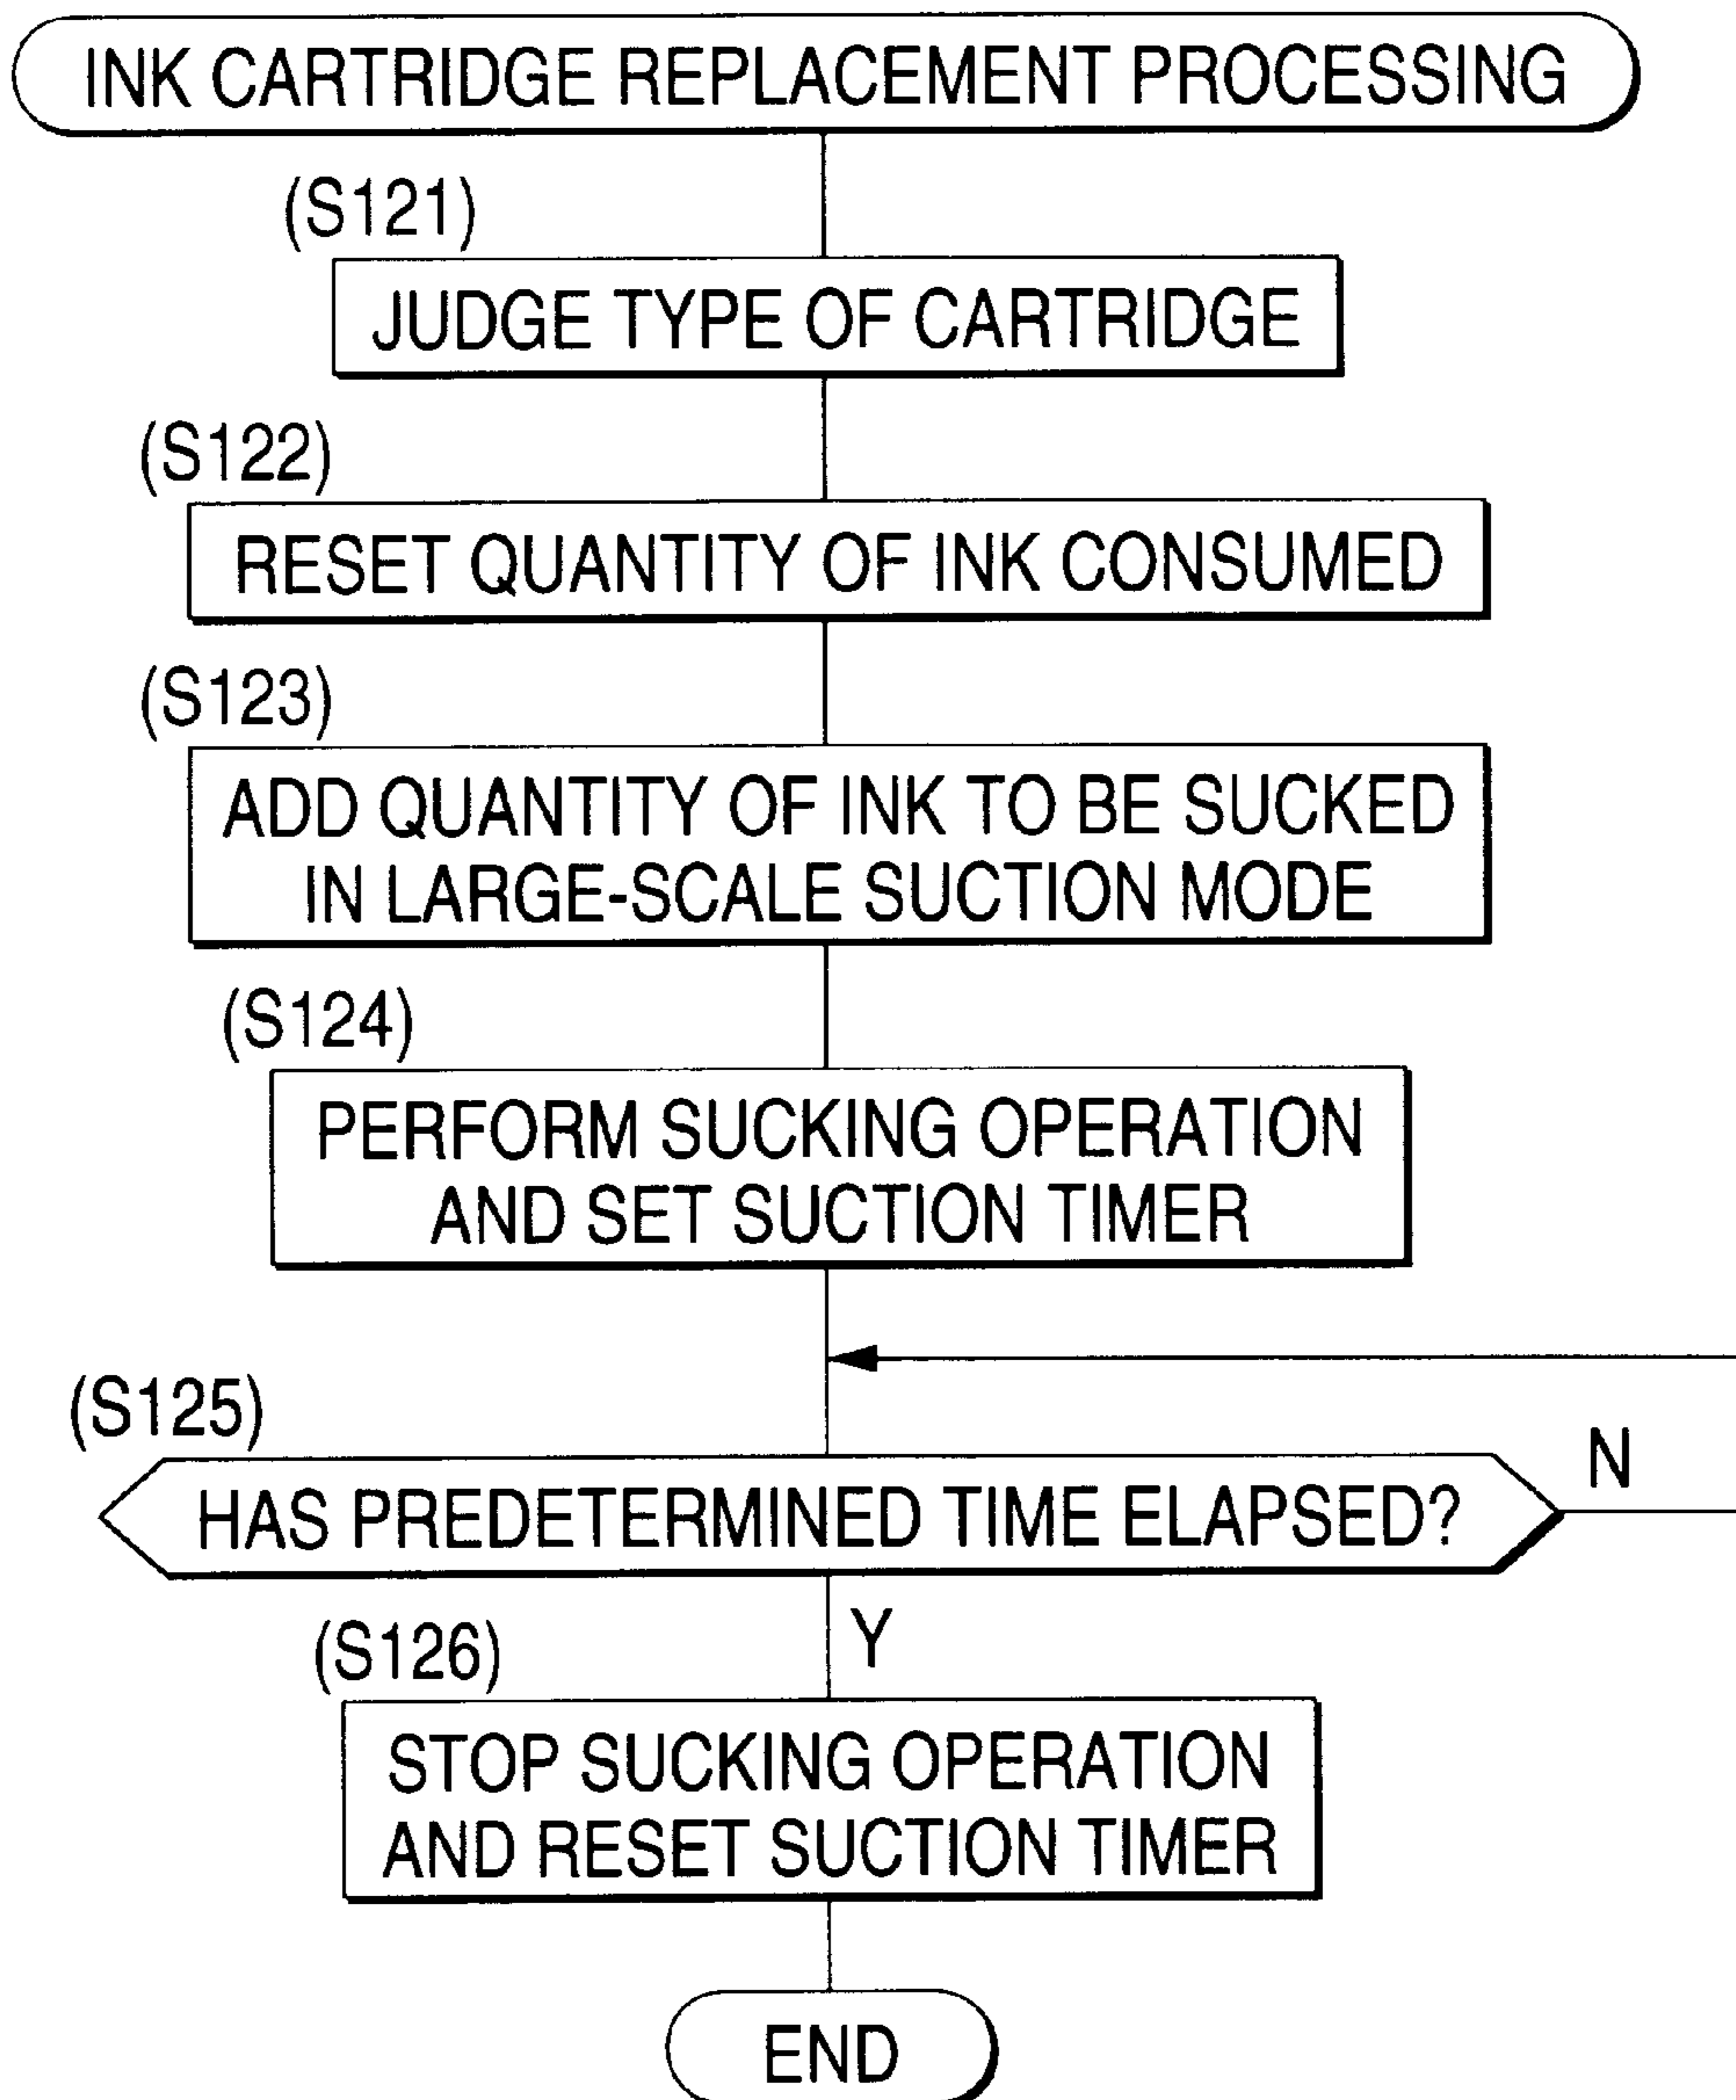 INK CARTRIDGE REPLACEMENT PROCESSING
(S121)
JUDGE TYPE OF CARTRIDGE
(S122)
RESET QUANTITY OF INK CONSUMED
(S123)
ADD QUANTITY OF INK TO BE SUCKED
IN LARGE-SCALE SUCTION MODE
(S124)
PERFORM SUCKING OPERATION
AND SET SUCTION TIMER
(S125)
HAS PREDETERMINED TIME ELAPSED?
N
Y
(S126)
STOP SUCKING OPERATION
AND RESET SUCTION TIMER
END